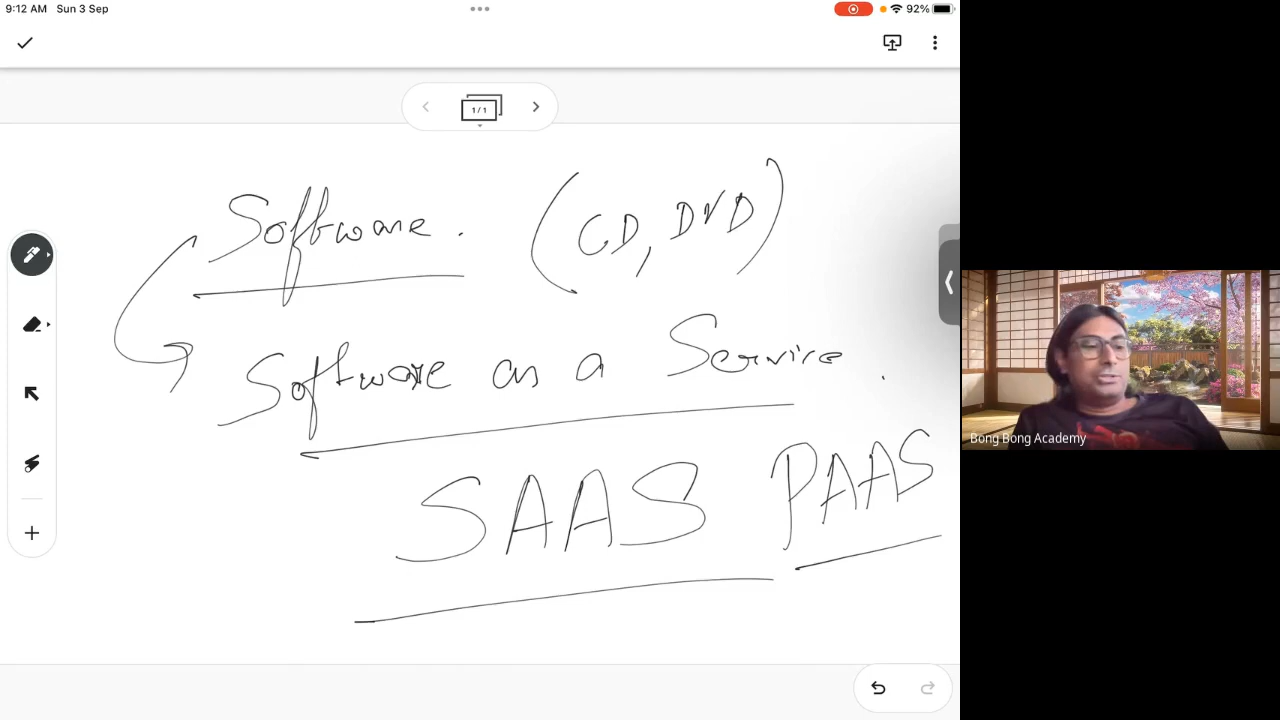 9:12 AM Sun 3 Sep
92%
1/1
Software. (CD, DVD)
Software as a Service.
SAAS PAAS
Bong Bong Academy